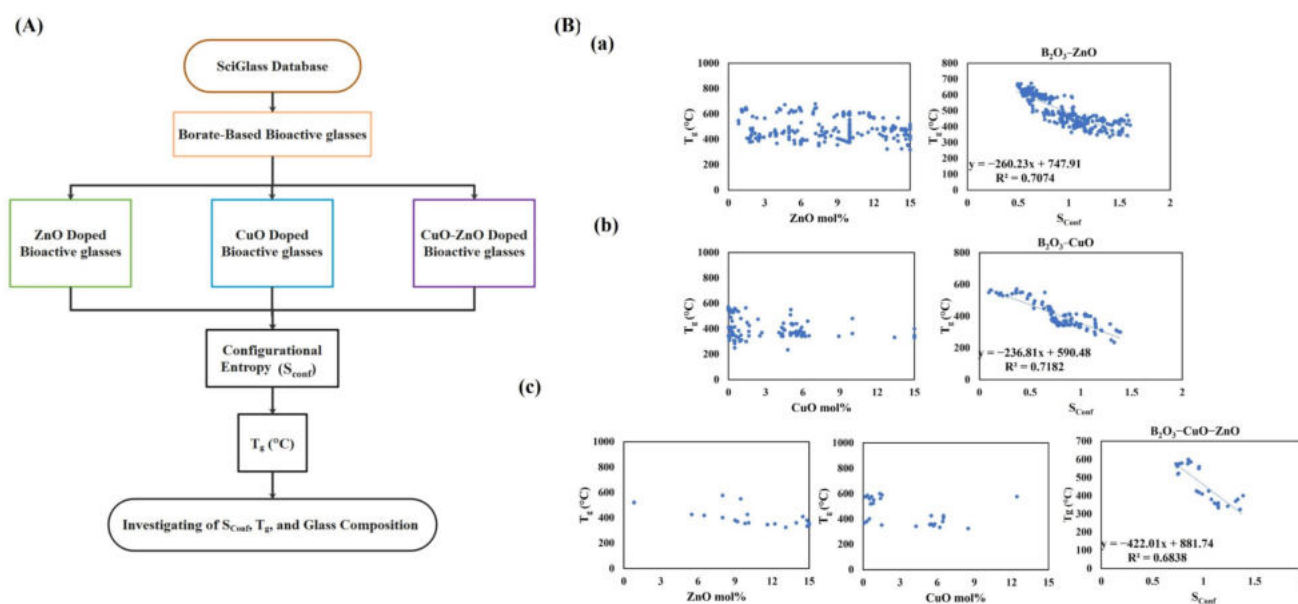 (A)
SciGlass Database
Borate-Based Bioactive glasses
ZnO Doped
Bioactive glasses
CuO Doped
Bioactive glasses
CuO-ZnO Doped
Bioactive glasses
Configurational
Entropy (Sconf)
Tg (°C)
Investigating of SConf, Tg, and Glass Composition
(B)
(a)
1000
800
600
400
200
0
Tg (°C)
0 3 6 9 12 15
ZnO mol%
B2O3−ZnO
800
700
600
500
400
300
200
100
0
Tg (°C)
y = −260.23x + 747.91
R² = 0.7074
0 0.5 1 1.5 2
SConf
(b)
1000
800
600
400
200
0
Tg (°C)
0 3 6 9 12 15
CuO mol%
B2O3−CuO
800
600
400
200
0
Tg (°C)
y = −236.81x + 590.48
R² = 0.7182
0 0.5 1 1.5 2
SConf
(c)
1000
800
600
400
200
0
Tg (°C)
0 3 6 9 12 15
ZnO mol%
1000
800
600
400
200
0
Tg (°C)
0 3 6 9 12 15
CuO mol%
B2O3−CuO−ZnO
700
600
500
400
300
200
100
0
Tg (°C)
y = −422.01x + 881.74
R² = 0.6838
0 0.5 1
SConf